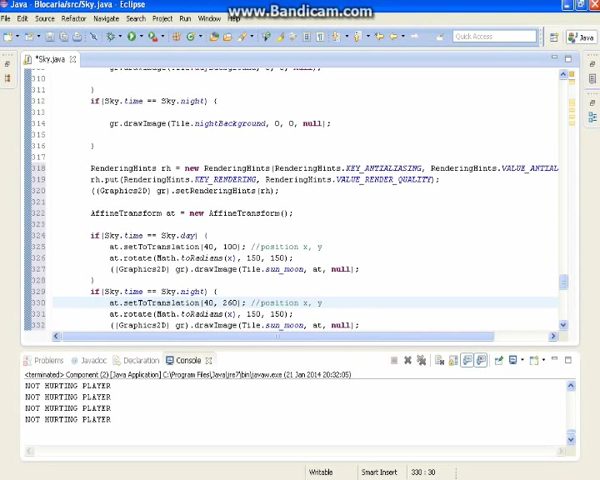 www.Bandicam.com
Java - Blocaria/src/Sky.java - Eclipse
File Edit Source Refactor Navigate Search Project Run Window Help
Quick Access
Java
*Sky.java
310
311 }
312 if(Sky.time == Sky.night) {
313
314 gr.drawImage(Tile.nightBackground, 0, 0, null);
315
316 }
317
318 RenderingHints rh = new RenderingHints(RenderingHints.KEY_ANTIALIASING, RenderingHints.VALUE_ANTIAL
319 rh.put(RenderingHints.KEY_RENDERING, RenderingHints.VALUE_RENDER_QUALITY);
320 ((Graphics2D) gr).setRenderingHints(rh);
321
322 AffineTransform at = new AffineTransform();
323
324 if(Sky.time == Sky.day) {
325 at.setToTranslation(40, 100); //position x, y
326 at.rotate(Math.toRadians(x), 150, 150);
327 ((Graphics2D) gr).drawImage(Tile.sun_moon, at, null);
328 }
329 if(Sky.time == Sky.night) {
330 at.setToTranslation(40, 260); //position x, y
331 at.rotate(Math.toRadians(x), 150, 150);
332 ((Graphics2D) gr).drawImage(Tile.sun_moon, at, null);
Problems Javadoc Declaration Console
<terminated> Component (2) [Java Application] C:\Program Files\Java\jre7\bin\javaw.exe (21 Jan 2014 20:32:05)
NOT HURTING PLAYER
NOT HURTING PLAYER
NOT HURTING PLAYER
NOT HURTING PLAYER
Writable Smart Insert 330 : 30